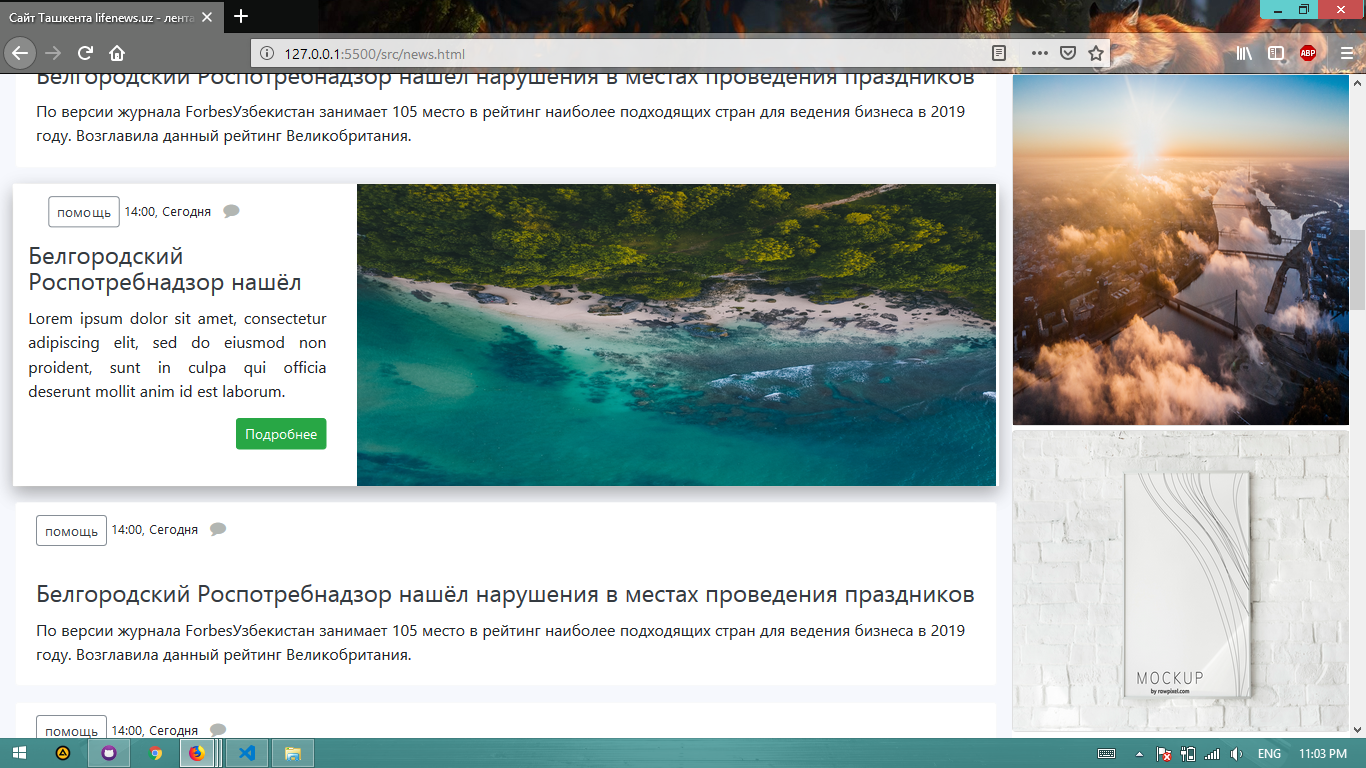 Сайт Ташкента lifenews.uz - лента
127.0.0.1:5500/src/news.html
ABP
Белгородский Роспотребнадзор нашёл нарушения в местах проведения праздников
По версии журнала ForbesУзбекистан занимает 105 место в рейтинг наиболее подходящих стран для ведения бизнеса в 2019
году. Возглавила данный рейтинг Великобритания.
помощь 14:00, Сегодня
Белгородский
Роспотребнадзор нашёл
Lorem ipsum dolor sit amet, consectetur
adipiscing elit, sed do eiusmod non
proident, sunt in culpa qui officia
deserunt mollit anim id est laborum.
Подробнее
помощь 14:00, Сегодня
Белгородский Роспотребнадзор нашёл нарушения в местах проведения праздников
По версии журнала ForbesУзбекистан занимает 105 место в рейтинг наиболее подходящих стран для ведения бизнеса в 2019
году. Возглавила данный рейтинг Великобритания.
помощь 14:00, Сегодня
MOCKUP
by rawpixel.com
ENG 11:03 PM